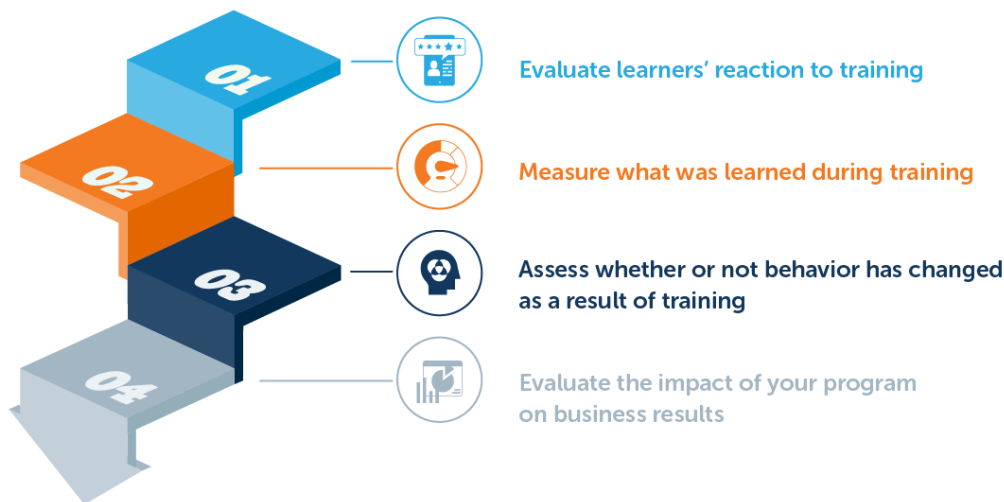 01
Evaluate learners’ reaction to training
02
Measure what was learned during training
03
Assess whether or not behavior has changed
as a result of training
04
Evaluate the impact of your program
on business results